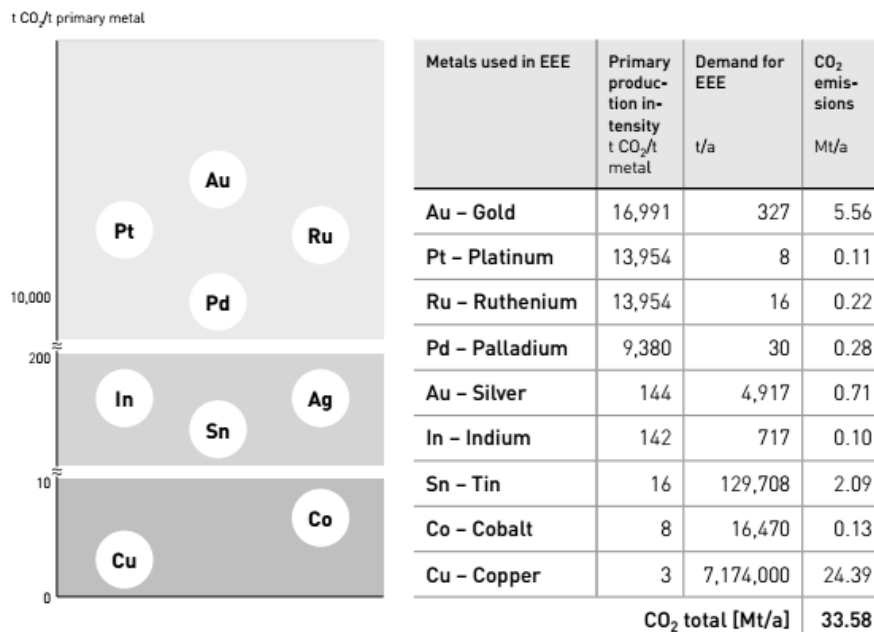 t CO₂/t primary metal
Au
Pt
Ru
Pd
10,000
≈
200
In
Ag
Sn
≈
10
Co
Cu
0
Metals used in EEE Primary produc- tion in- tensity t CO₂/t metal Demand for EEE t/a CO₂ emis- sions Mt/a
Au – Gold 16,991 327 5.56
Pt – Platinum 13,954 8 0.11
Ru – Ruthenium 13,954 16 0.22
Pd – Palladium 9,380 30 0.28
Au – Silver 144 4,917 0.71
In – Indium 142 717 0.10
Sn – Tin 16 129,708 2.09
Co – Cobalt 8 16,470 0.13
Cu – Copper 3 7,174,000 24.39
CO₂ total [Mt/a] 33.58